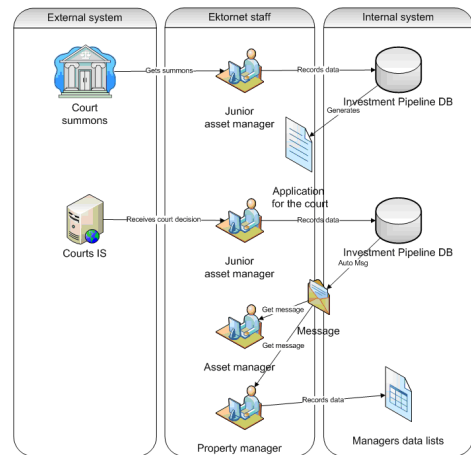 External system
Ektornet staff
Internal system
Gets summons
Records data
Court
summons
Junior
asset manager
Investment Pipeline DB
Generates
Application
for the court
Receives court decision
Records data
Courts IS
Junior
asset manager
Investment Pipeline DB
Auto Msg
Get message
Message
Get message
Asset manager
Records data
Property manager
Managers data lists